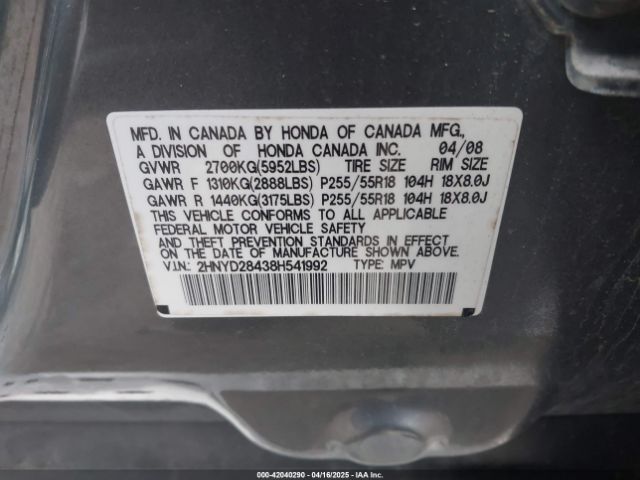 MFD. IN CANADA BY HONDA OF CANADA MFG.,
A DIVISION OF HONDA CANADA INC. 04/08
GVWR 2700KG(5952LBS) TIRE SIZE RIM SIZE
GAWR F 1310KG(2888LBS) P255/55R18 104H 18X8.0J
GAWR R 1440KG(3175LBS) P255/55R18 104H 18X8.0J
THIS VEHICLE CONFORMS TO ALL APPLICABLE
FEDERAL MOTOR VEHICLE SAFETY
AND THEFT PREVENTION STANDARDS IN EFFECT
ON THE DATE OF MANUFACTURE SHOWN ABOVE.
V.I.N.: 2HNYD28438H541992 TYPE: MPV
000-42040290 - 04/16/2025 - IAA Inc.